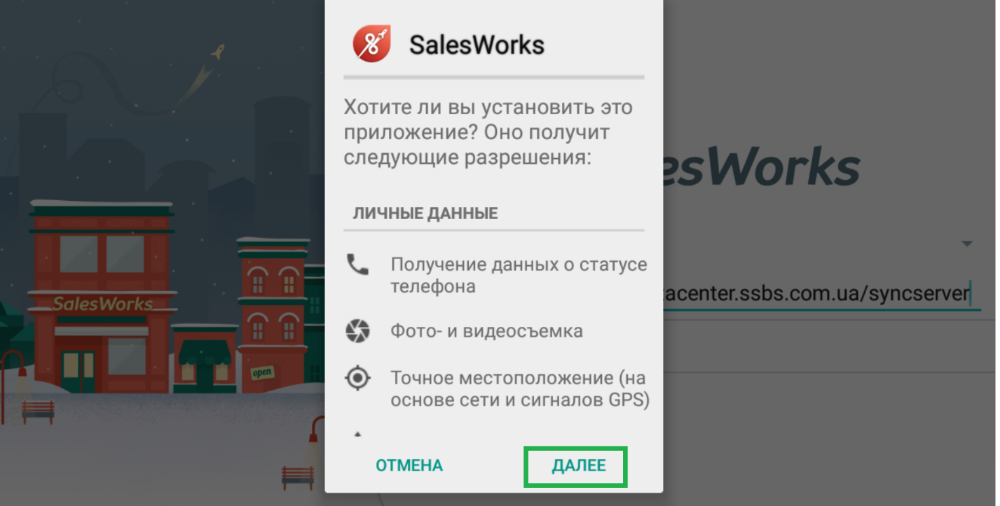 SalesWorks
Хотите ли вы установить это
приложение? Оно получит
следующие разрешения:
ЛИЧНЫЕ ДАННЫЕ
Получение данных о статусе
телефона
Фото- и видеосъемка
Точное местоположение (на
основе сети и сигналов GPS)
ОТМЕНА
ДАЛЕЕ
esWorks
acenter.ssbs.com.ua/syncserver
SalesWorks
open